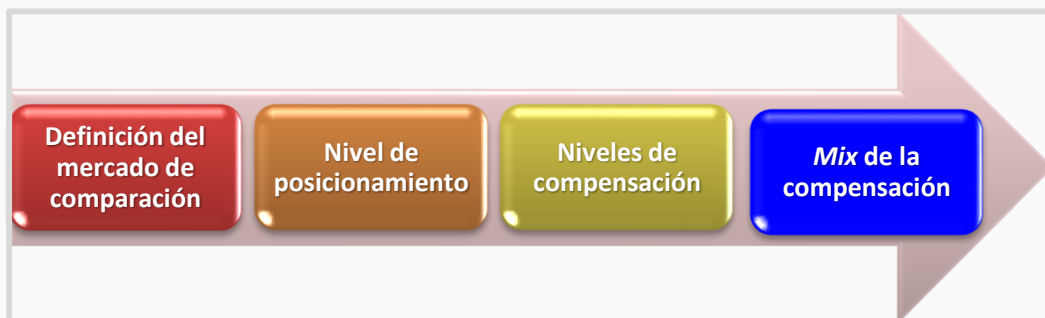 Definición del
mercado de
comparación
Nivel de
posicionamiento
Niveles de
compensación
Mix de la
compensación